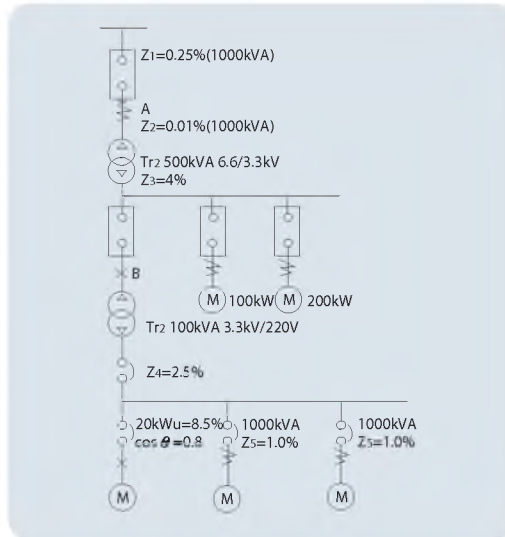 Z1=0.25%(1000kVA)
A
Z2=0.01%(1000kVA)
Tr2 500kVA 6.6/3.3kV
Z3=4%
B
M 100kW
M 200kW
Tr2 100kVA 3.3kV/220V
Z4=2.5%
20kWu=8.5%
cos θ=0.8
1000kVA
Z5=1.0%
1000kVA
Z5=1.0%
M
M
M